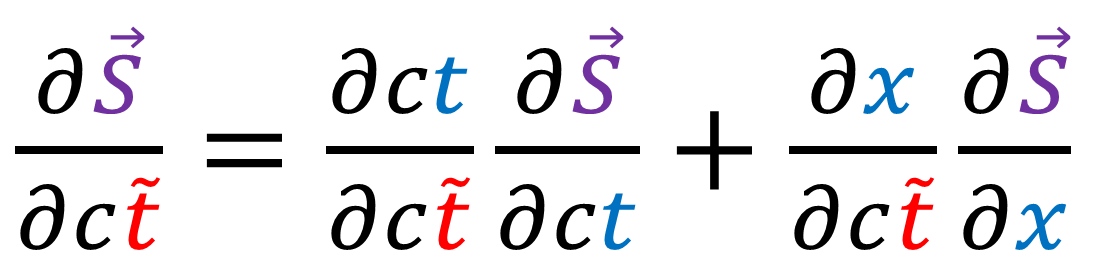 ∂S⃗/∂ct̃ = ∂ct/∂ct̃ ∂S⃗/∂ct + ∂x/∂ct̃ ∂S⃗/∂x